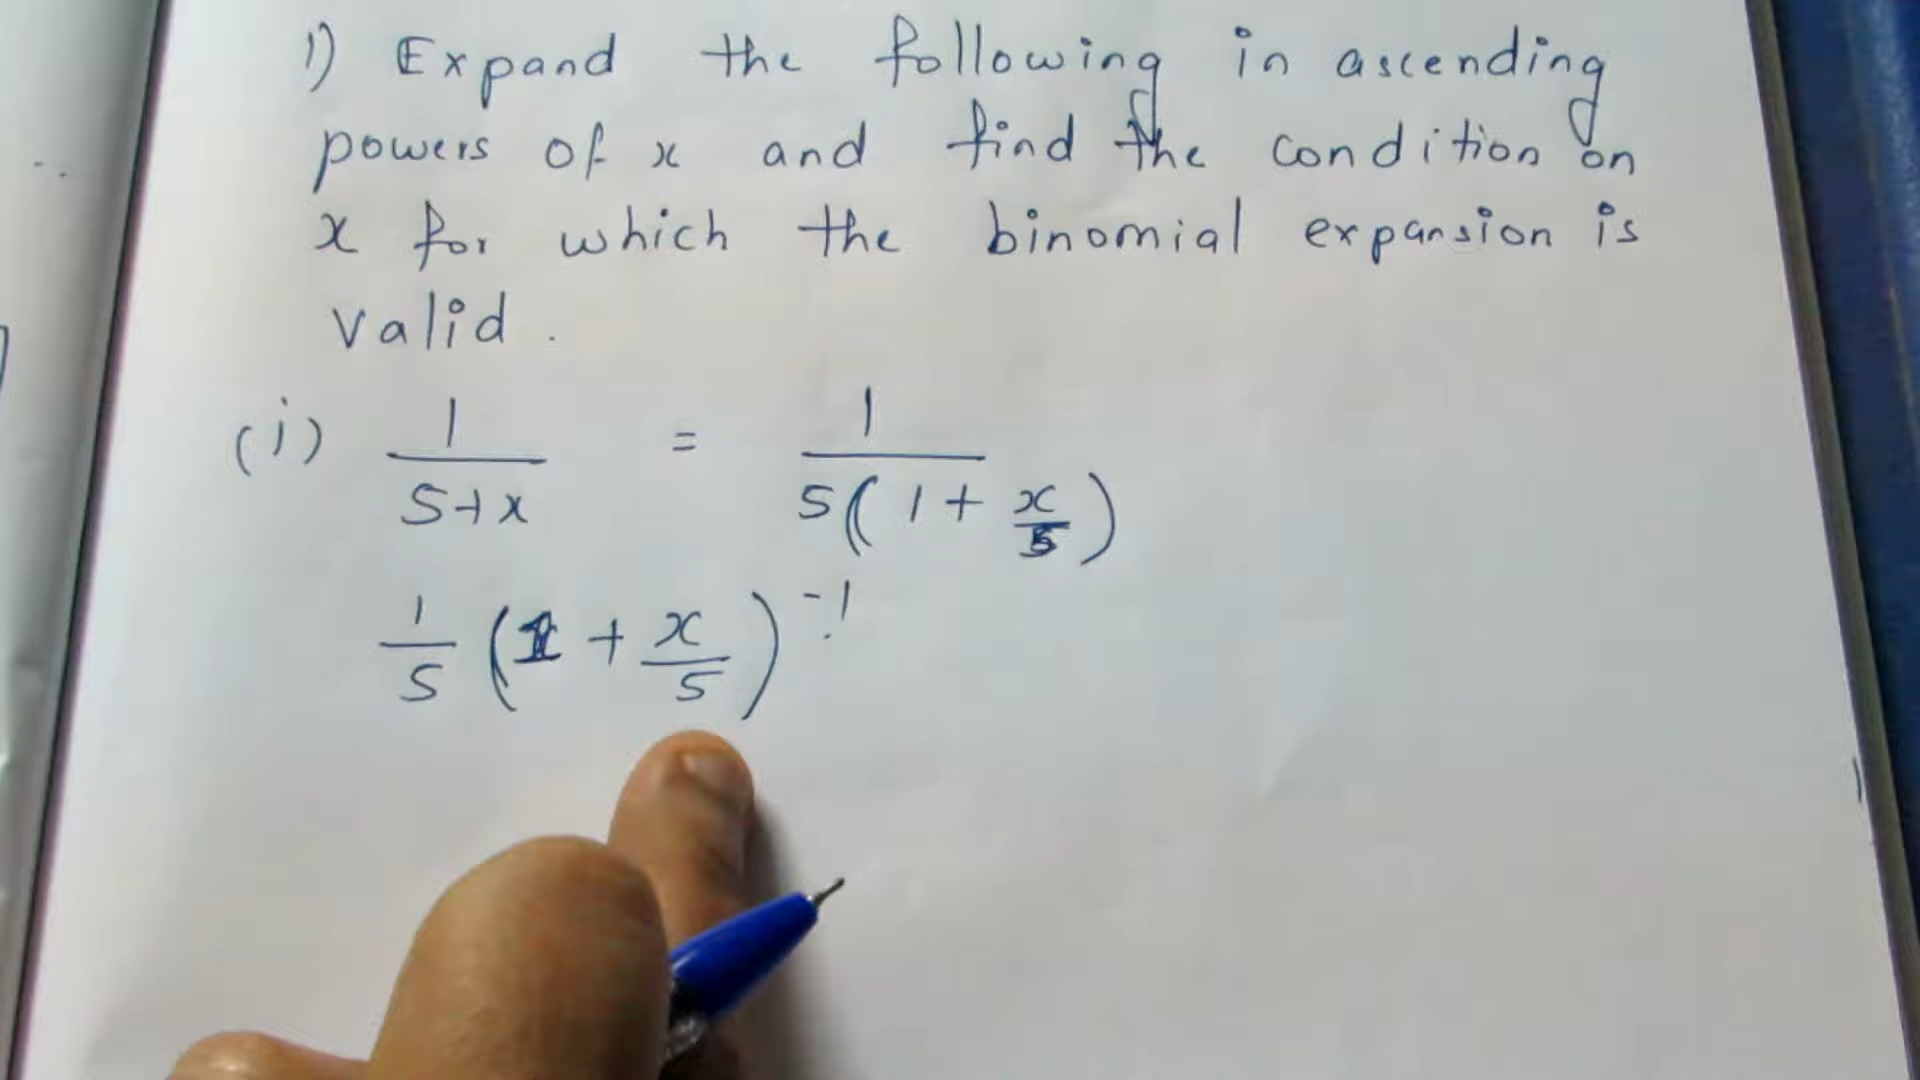 1) Expand the following in ascending
powers of x and find the condition on
x for which the binomial expansion is
valid.
(i) 1/(5+x) = 1/(5(1 + x/5))
1/5 (1 + x/5)^-1